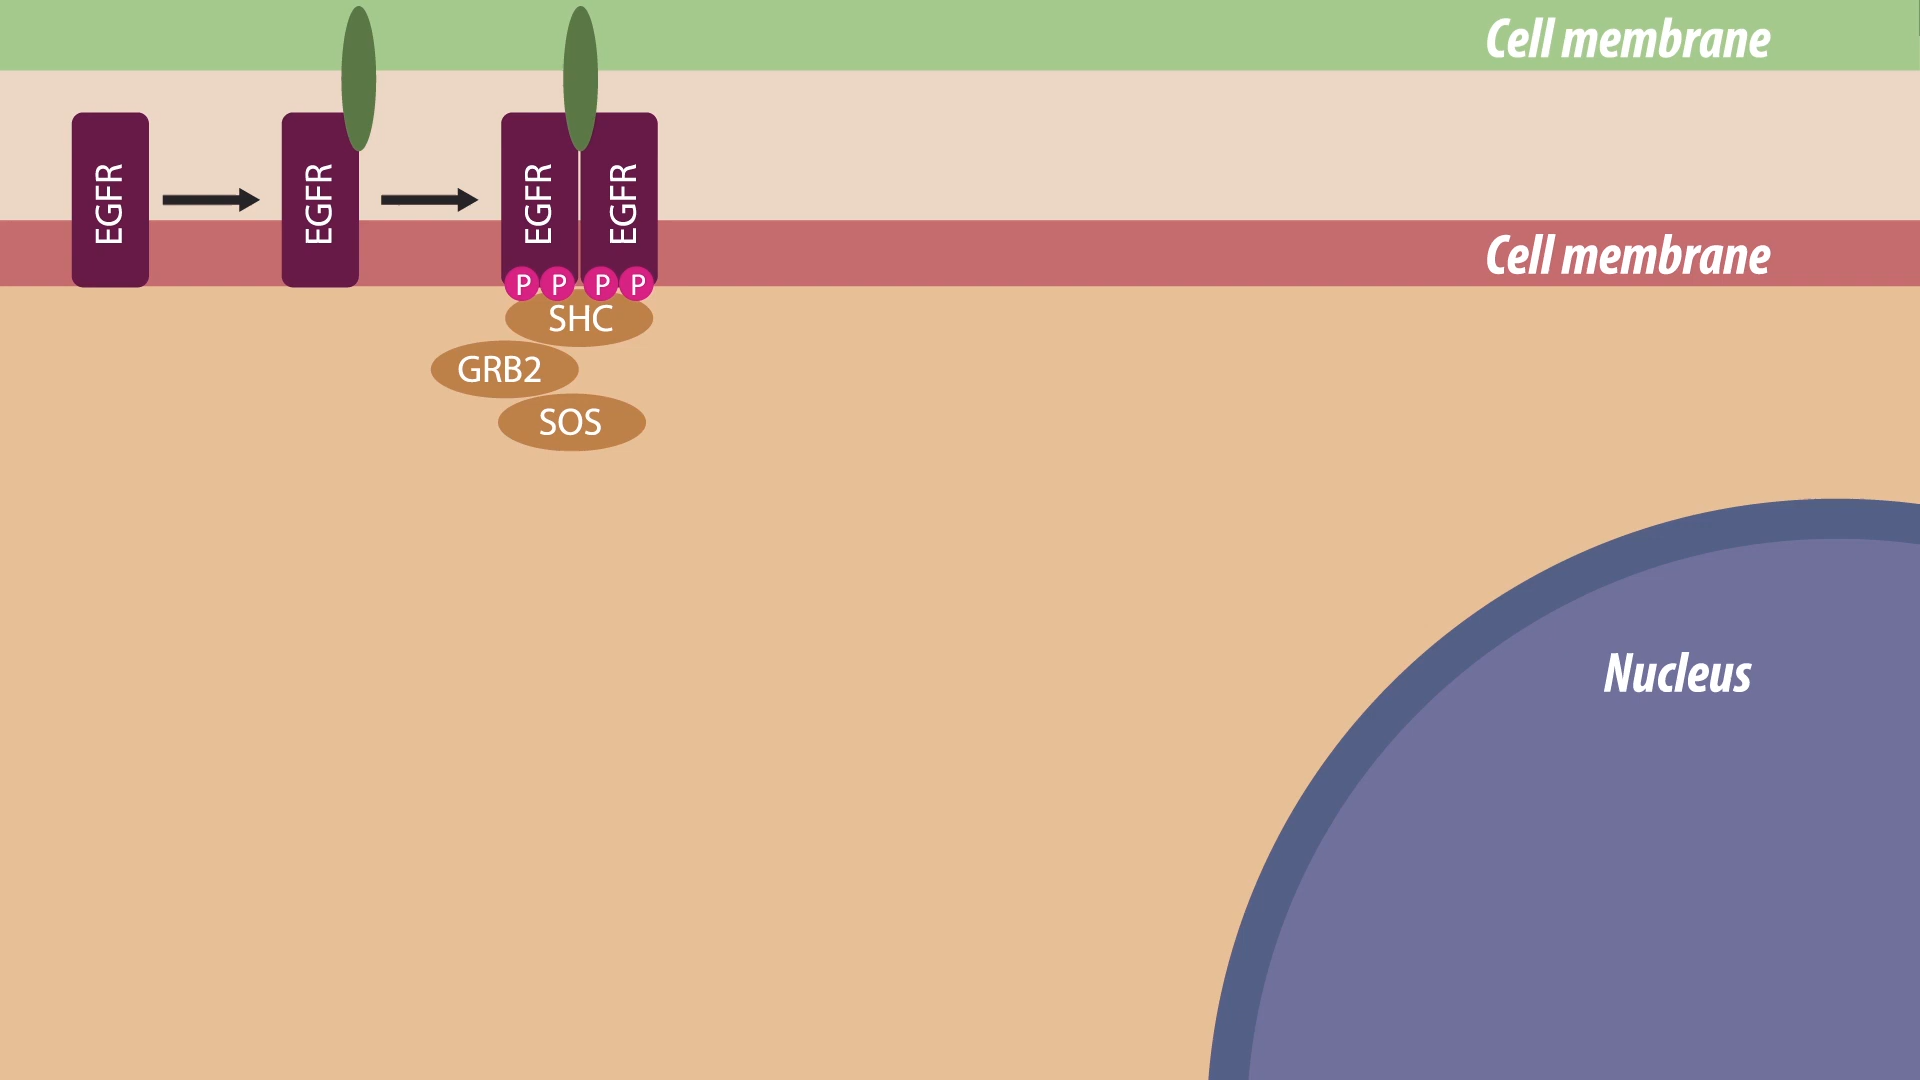 Cell membrane
EGFR
EGFR
EGFR
EGFR
Cell membrane
P
P
P
P
SHC
GRB2
SOS
Nucleus